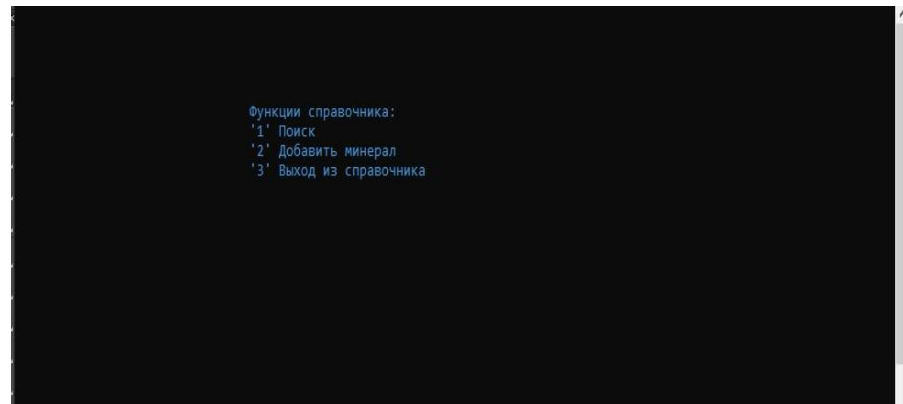 Функции справочника:
'1' Поиск
'2' Добавить минерал
'3' Выход из справочника